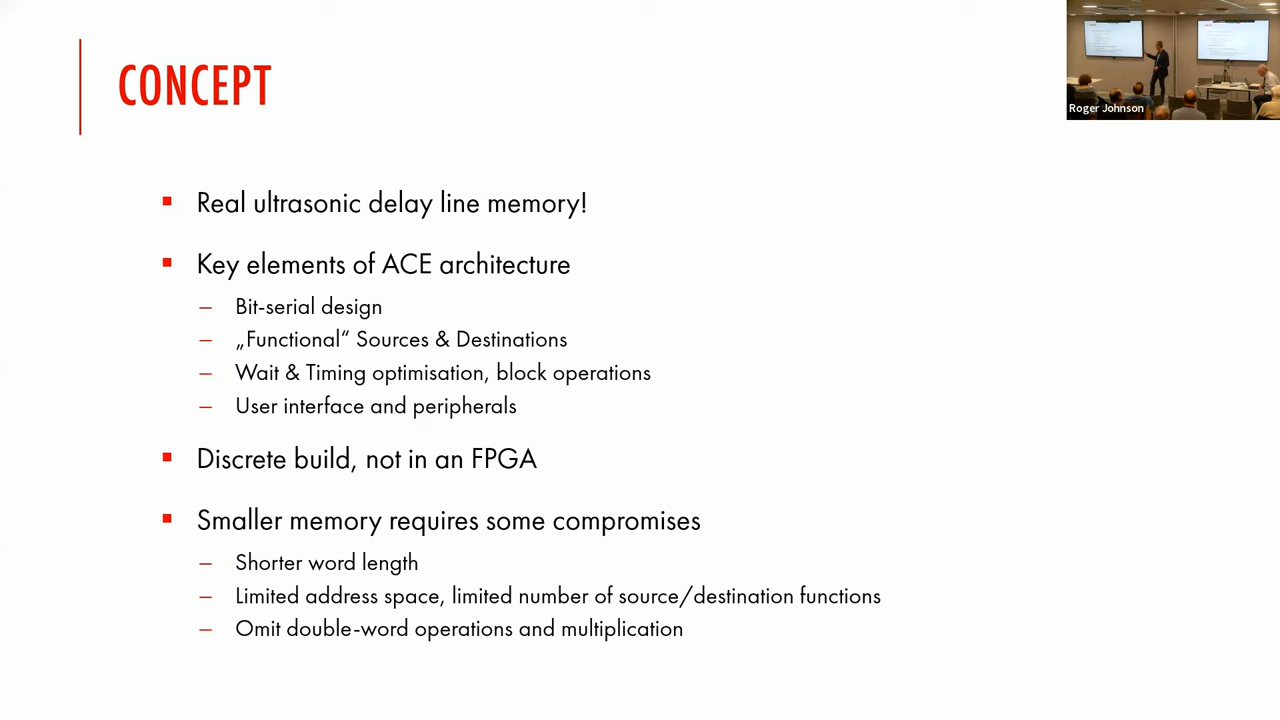 CONCEPT
Roger Johnson
▪ Real ultrasonic delay line memory!
▪ Key elements of ACE architecture
– Bit-serial design
– „Functional“ Sources & Destinations
– Wait & Timing optimisation, block operations
– User interface and peripherals
▪ Discrete build, not in an FPGA
▪ Smaller memory requires some compromises
– Shorter word length
– Limited address space, limited number of source/destination functions
– Omit double-word operations and multiplication